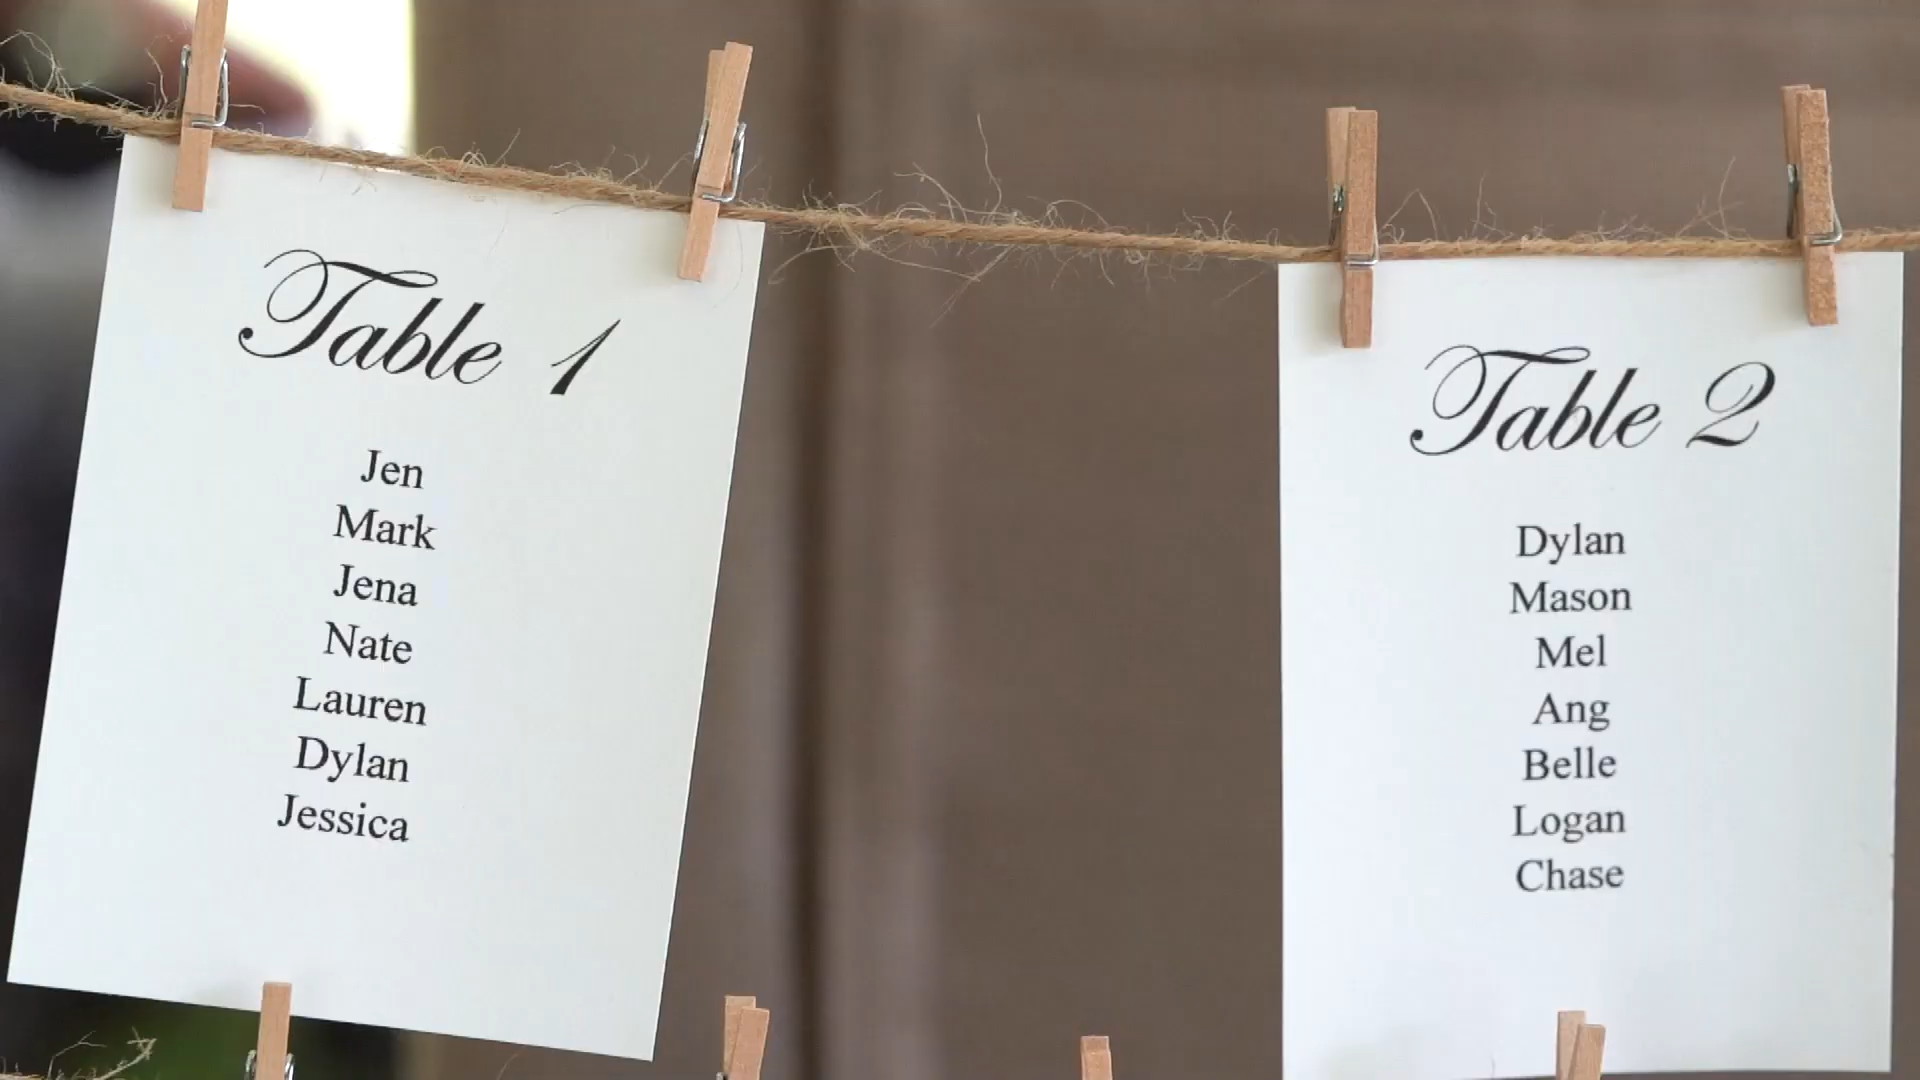 Table 1
Jen
Mark
Jena
Nate
Lauren
Dylan
Jessica
Table 2
Dylan
Mason
Mel
Ang
Belle
Logan
Chase